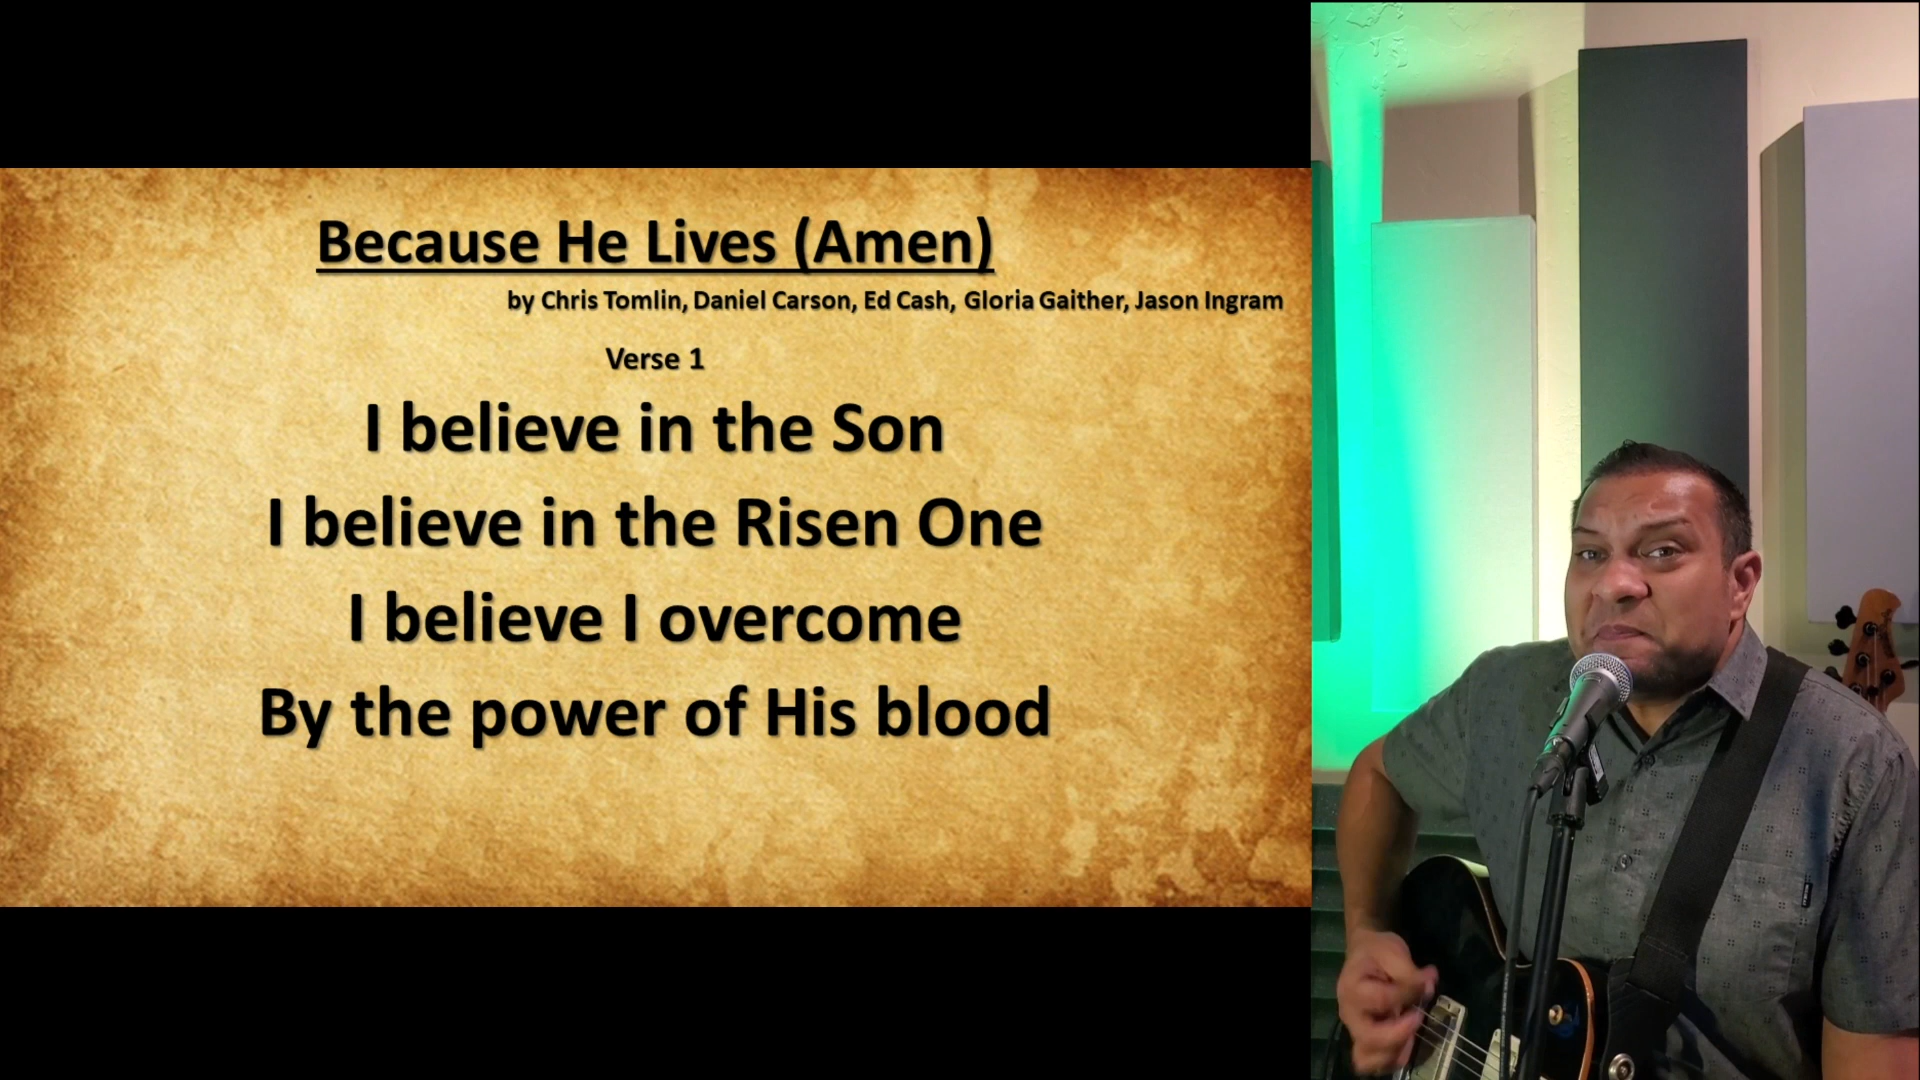 Because He Lives (Amen)
by Chris Tomlin, Daniel Carson, Ed Cash, Gloria Gaither, Jason Ingram
Verse 1
I believe in the Son
I believe in the Risen One
I believe I overcome
By the power of His blood